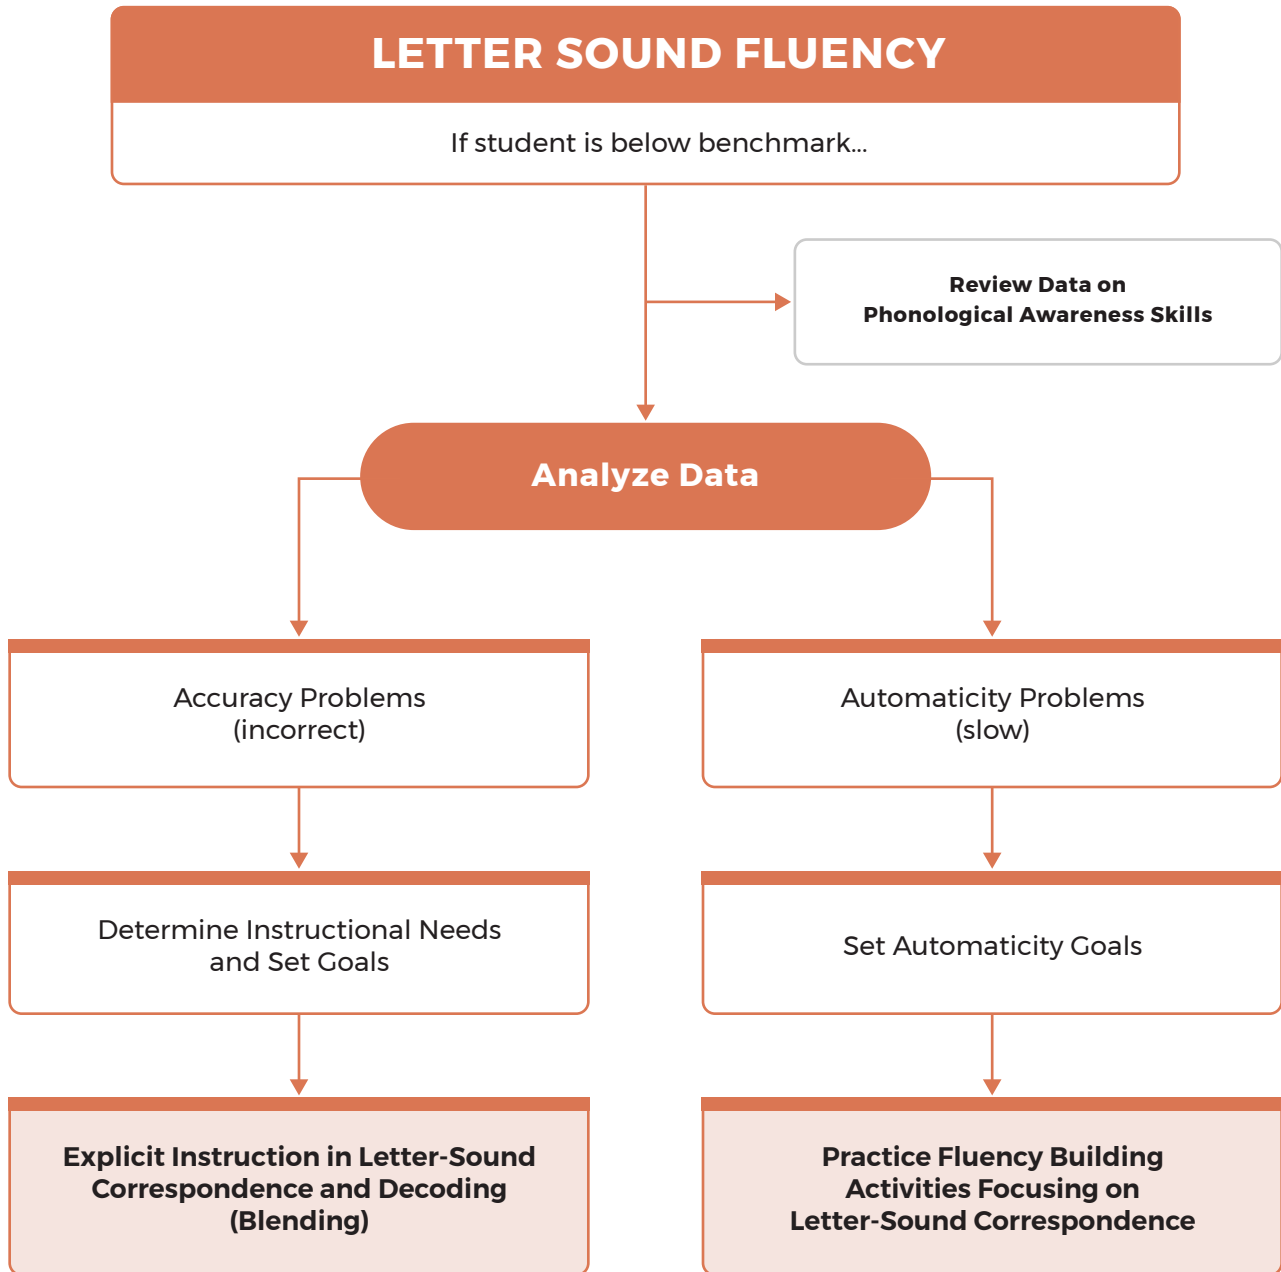 LETTER SOUND FLUENCY
If student is below benchmark...
Review Data on
Phonological Awareness Skills
Analyze Data
Accuracy Problems
(incorrect)
Automaticity Problems
(slow)
Determine Instructional Needs
and Set Goals
Set Automaticity Goals
Explicit Instruction in Letter-Sound
Correspondence and Decoding
(Blending)
Practice Fluency Building
Activities Focusing on
Letter-Sound Correspondence